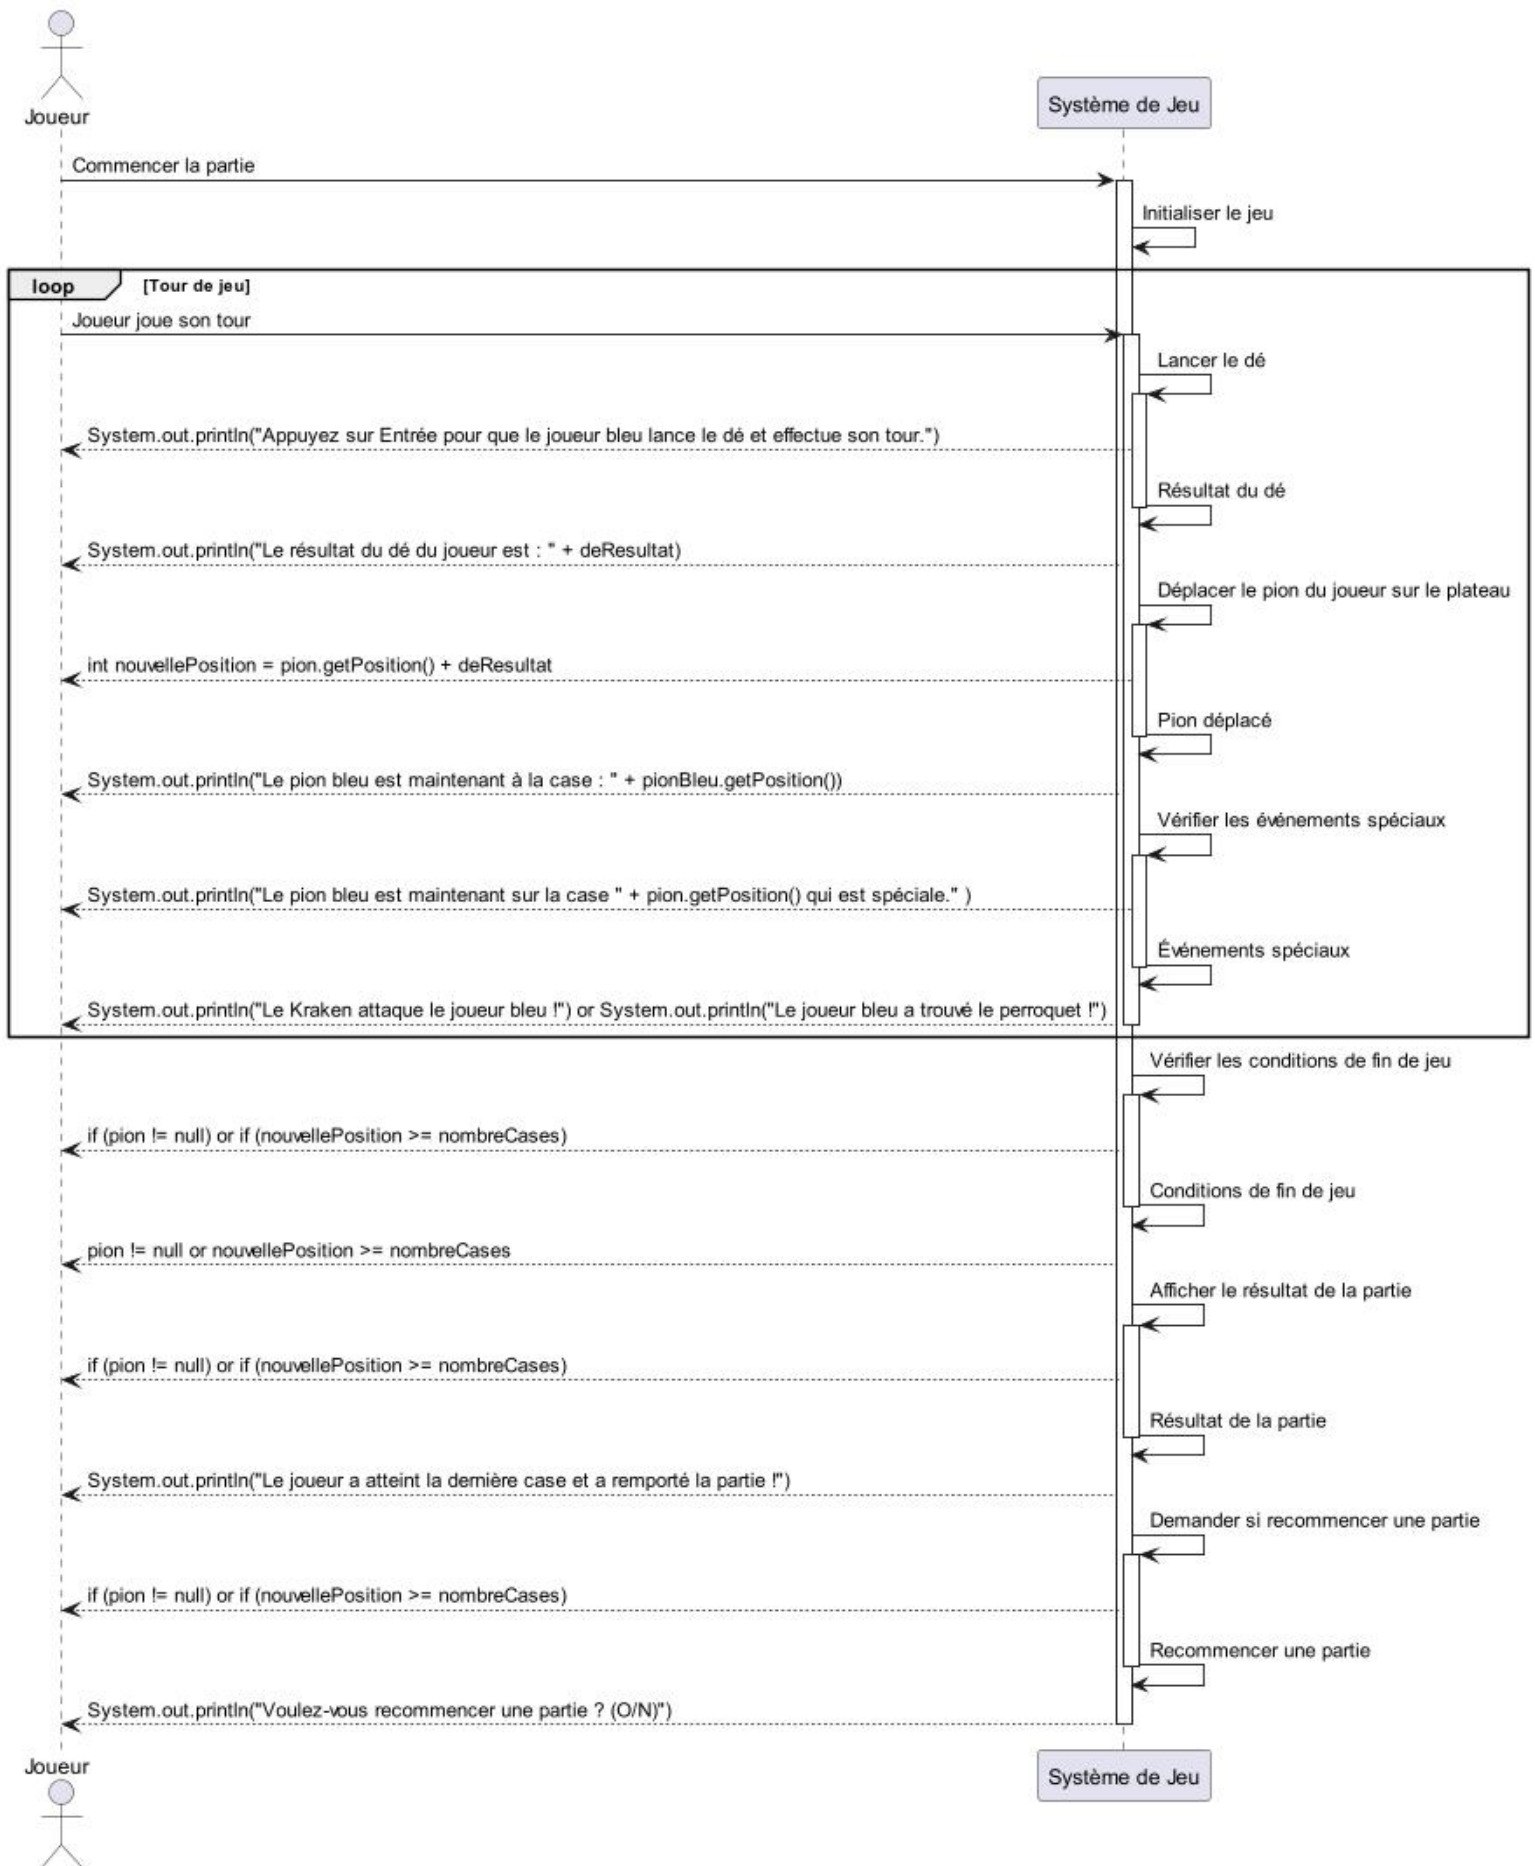 Joueur
Système de Jeu
Commencer la partie
Initialiser le jeu
loop [Tour de jeu]
Joueur joue son tour
Lancer le dé
System.out.println("Appuyez sur Entrée pour que le joueur bleu lance le dé et effectue son tour.")
Résultat du dé
System.out.println("Le résultat du dé du joueur est : " + deResultat)
Déplacer le pion du joueur sur le plateau
int nouvellePosition = pion.getPosition() + deResultat
Pion déplacé
System.out.println("Le pion bleu est maintenant à la case : " + pionBleu.getPosition())
Vérifier les événements spéciaux
System.out.println("Le pion bleu est maintenant sur la case " + pion.getPosition() qui est spéciale." )
Événements spéciaux
System.out.println("Le Kraken attaque le joueur bleu !") or System.out.println("Le joueur bleu a trouvé le perroquet !")
Vérifier les conditions de fin de jeu
if (pion != null) or if (nouvellePosition >= nombreCases)
Conditions de fin de jeu
pion != null or nouvellePosition >= nombreCases
Afficher le résultat de la partie
if (pion != null) or if (nouvellePosition >= nombreCases)
Résultat de la partie
System.out.println("Le joueur a atteint la dernière case et a remporté la partie !")
Demander si recommencer une partie
if (pion != null) or if (nouvellePosition >= nombreCases)
Recommencer une partie
System.out.println("Voulez-vous recommencer une partie ? (O/N)")
Joueur
Système de Jeu